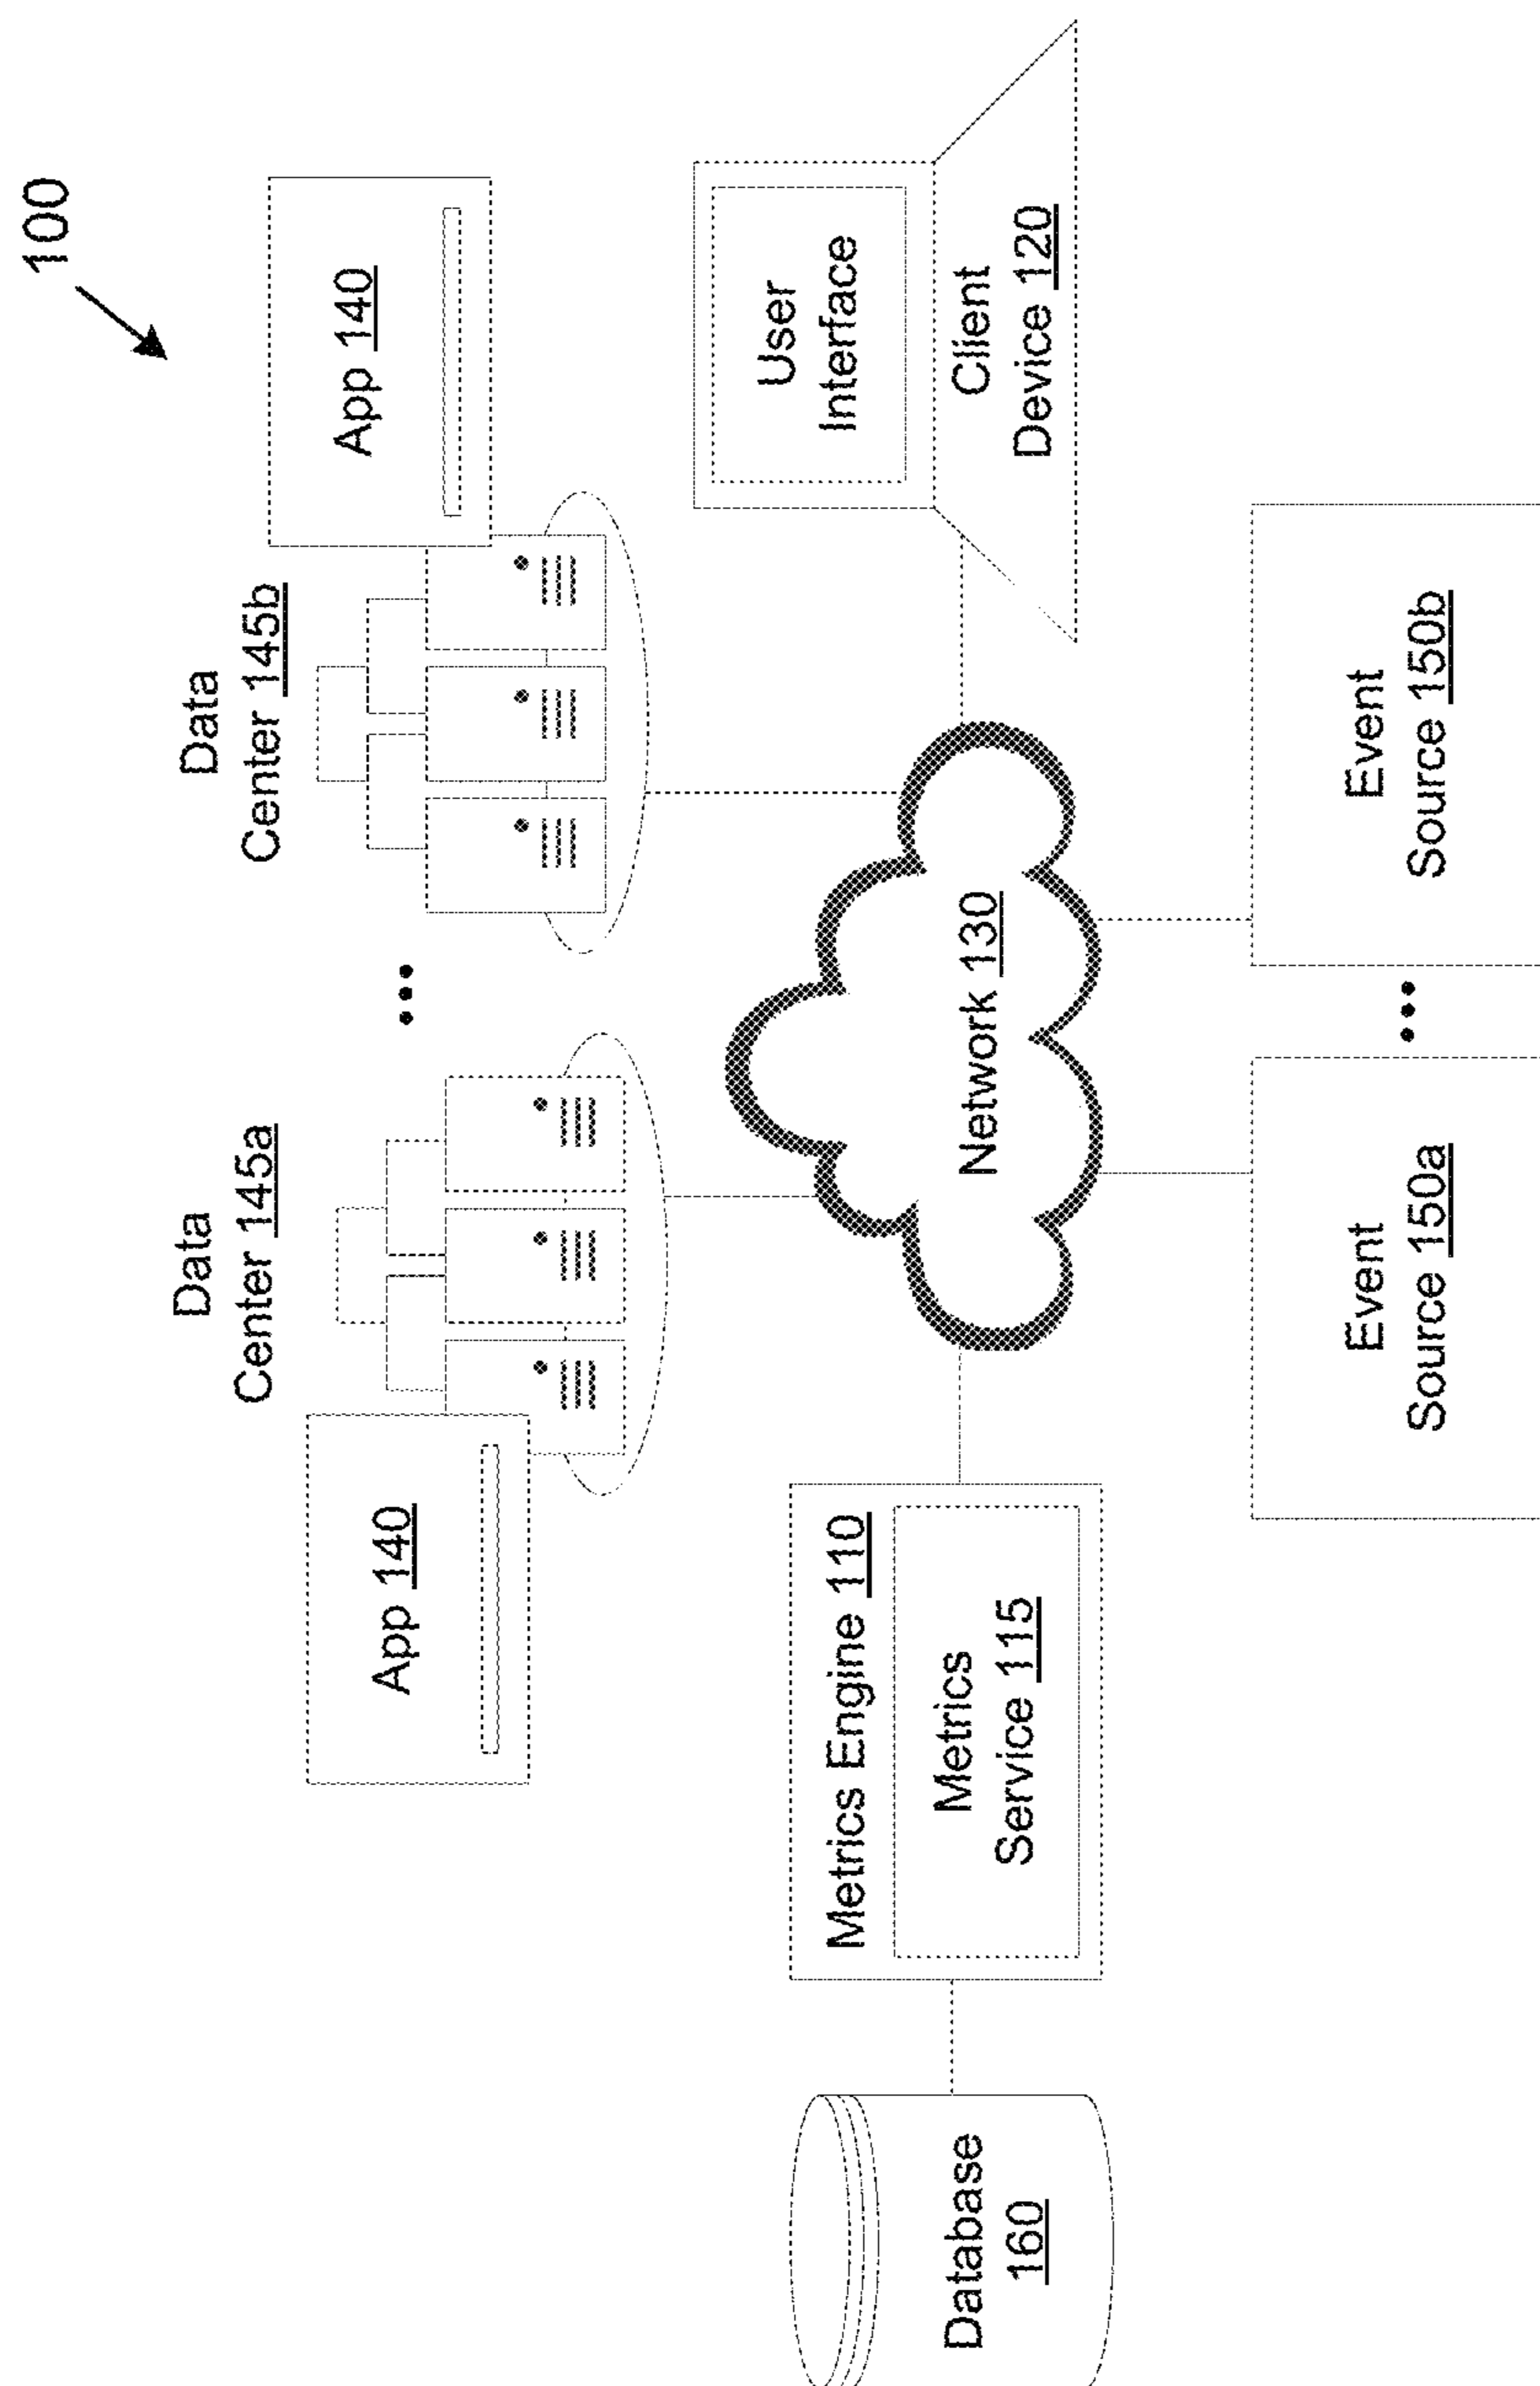 100
Data
Center 145a
Data
Center 145b
App 140
App 140
User
Interface
Client
Device 120
Network 130
Metrics Engine 110
Metrics
Service 115
Database
160
Event
Source 150a
Event
Source 150b